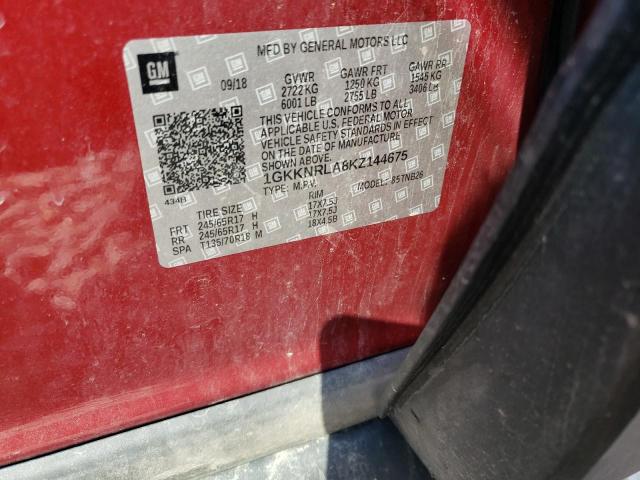 MFD BY GENERAL MOTORS LLC
GM
09/18
GVWR GAWR FRT GAWR RR
2722 KG 1250 KG 1545 KG
6001 LB 2755 LB 3406 LB
THIS VEHICLE CONFORMS TO ALL
APPLICABLE U.S. FEDERAL MOTOR
VEHICLE SAFETY STANDARDS IN
EFFECT ON THE DATE OF MANUFACTURE
SHOWN ABOVE.
1GKKNRLA8KZ144675
434B
TYPE: M.P.V. MODEL: 85TNB26
TIRE SIZE RIM
FRT 245/65R17 H 17X7.5J
RR 245/65R17 H 17X7.5J
SPA T135/70R18 M 18X4.5B